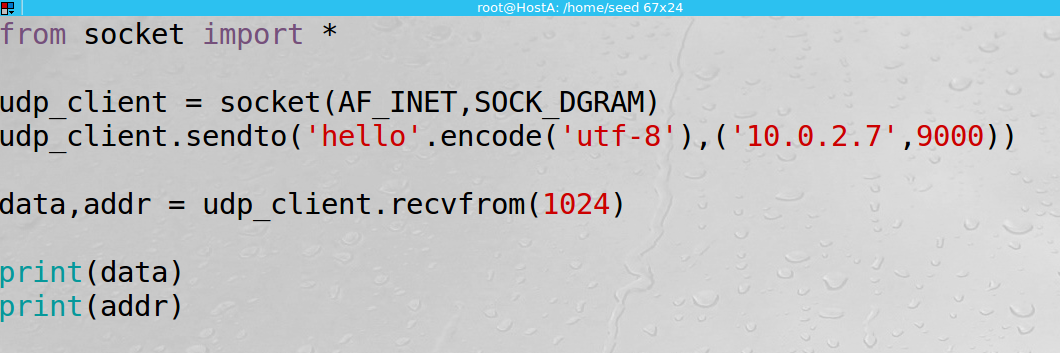 root@HostA: /home/seed 67x24
from socket import *
udp_client = socket(AF_INET,SOCK_DGRAM)
udp_client.sendto('hello'.encode('utf-8'),('10.0.2.7',9000))
data,addr = udp_client.recvfrom(1024)
print(data)
print(addr)